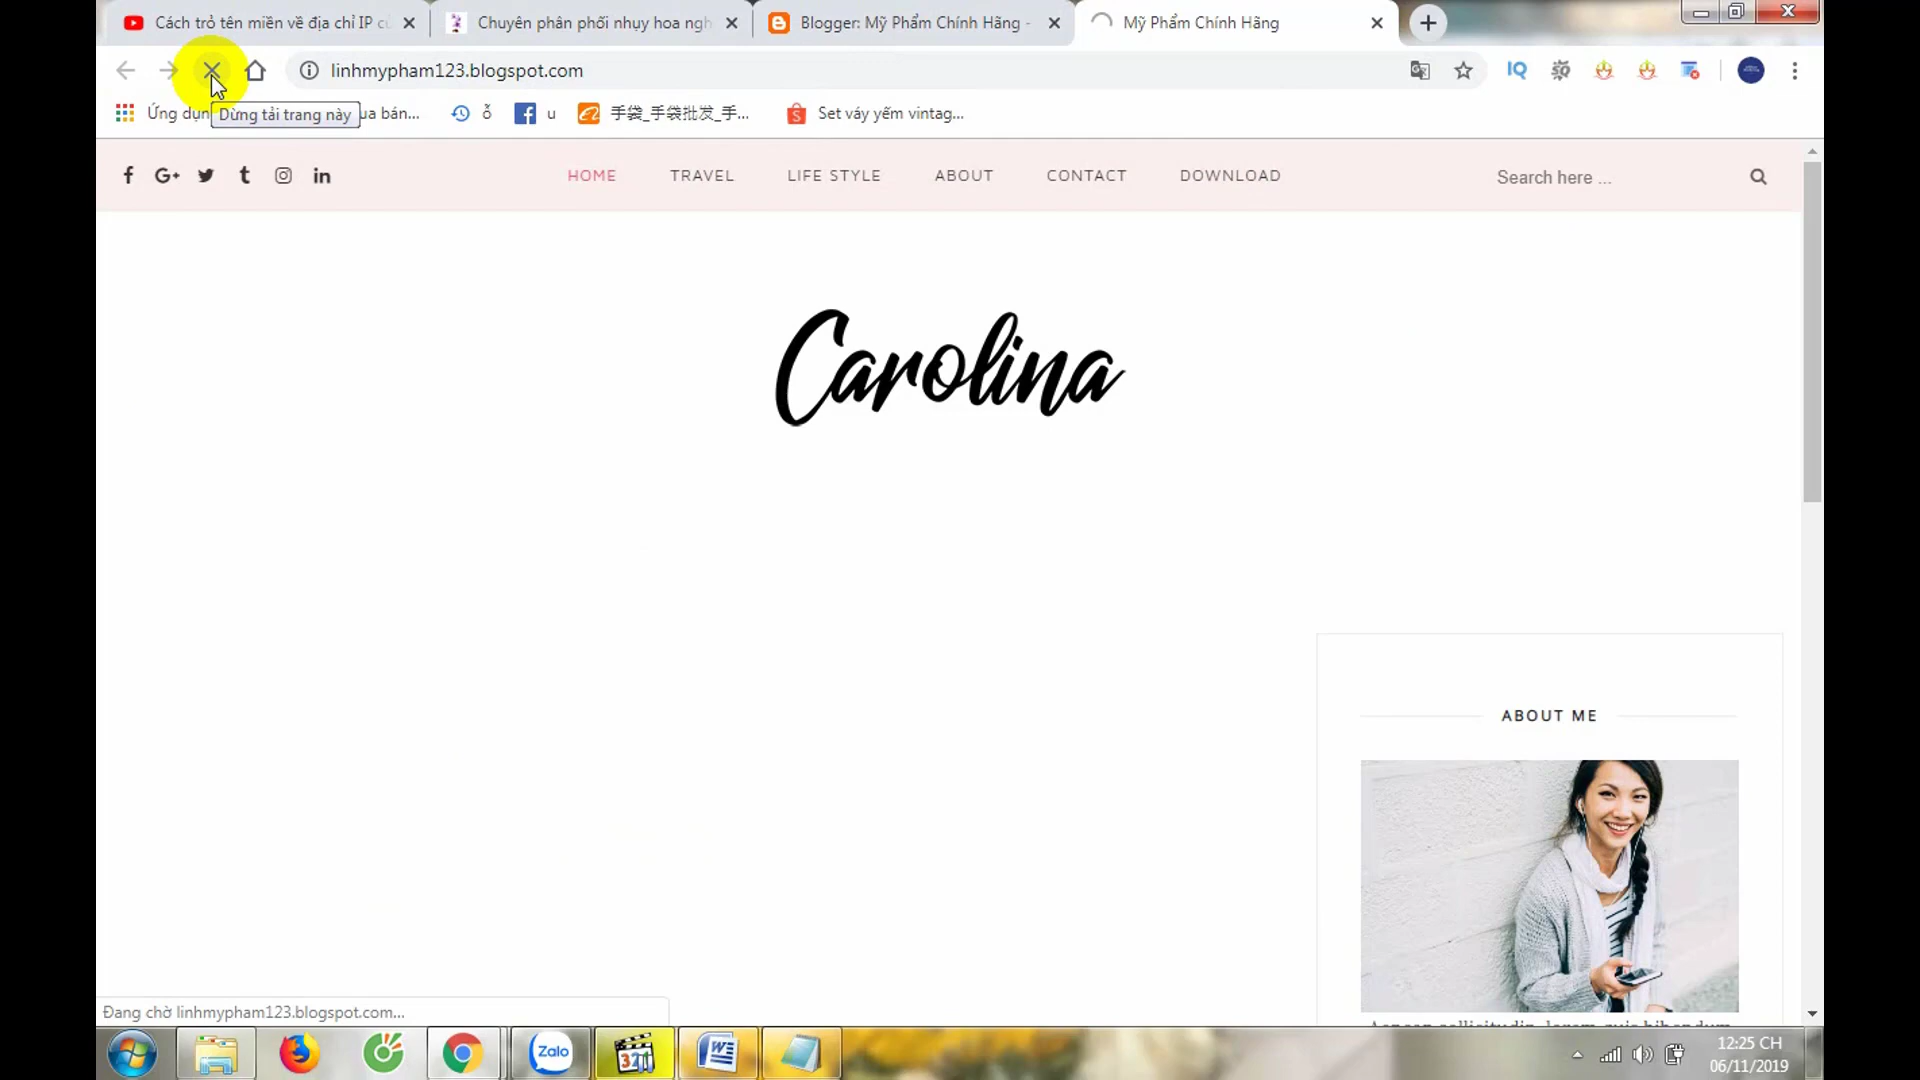 Cách trỏ tên miền về địa chỉ IP củ
Chuyên phân phối nhụy hoa ngh
Blogger: Mỹ Phẩm Chính Hãng -
Mỹ Phẩm Chính Hãng
linhmypham123.blogspot.com
IQ
Ứng dụn
Dừng tải trang này
ua bán...
ỗ
u
手袋_手袋批发_手...
Set váy yếm vintag...
HOME
TRAVEL
LIFE STYLE
ABOUT
CONTACT
DOWNLOAD
Search here ...
Carolina
ABOUT ME
Đang chờ linhmypham123.blogspot.com...
Zalo
321
12:25 CH
06/11/2019